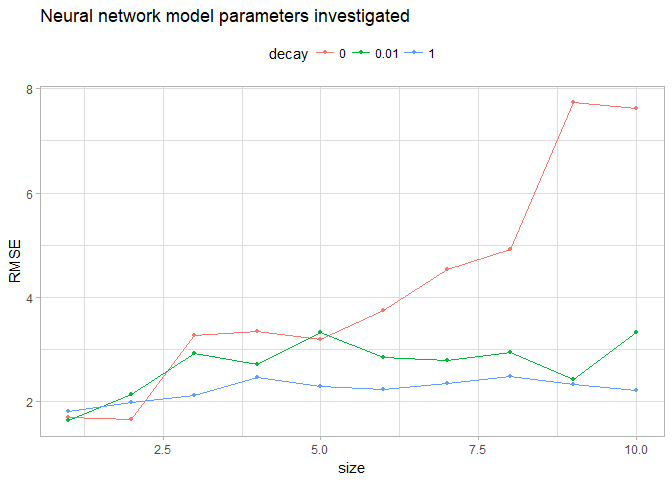 Neural network model parameters investigated
decay 0 0.01 1
8
6
4
2
RMSE
2.5 5.0 7.5 10.0
size